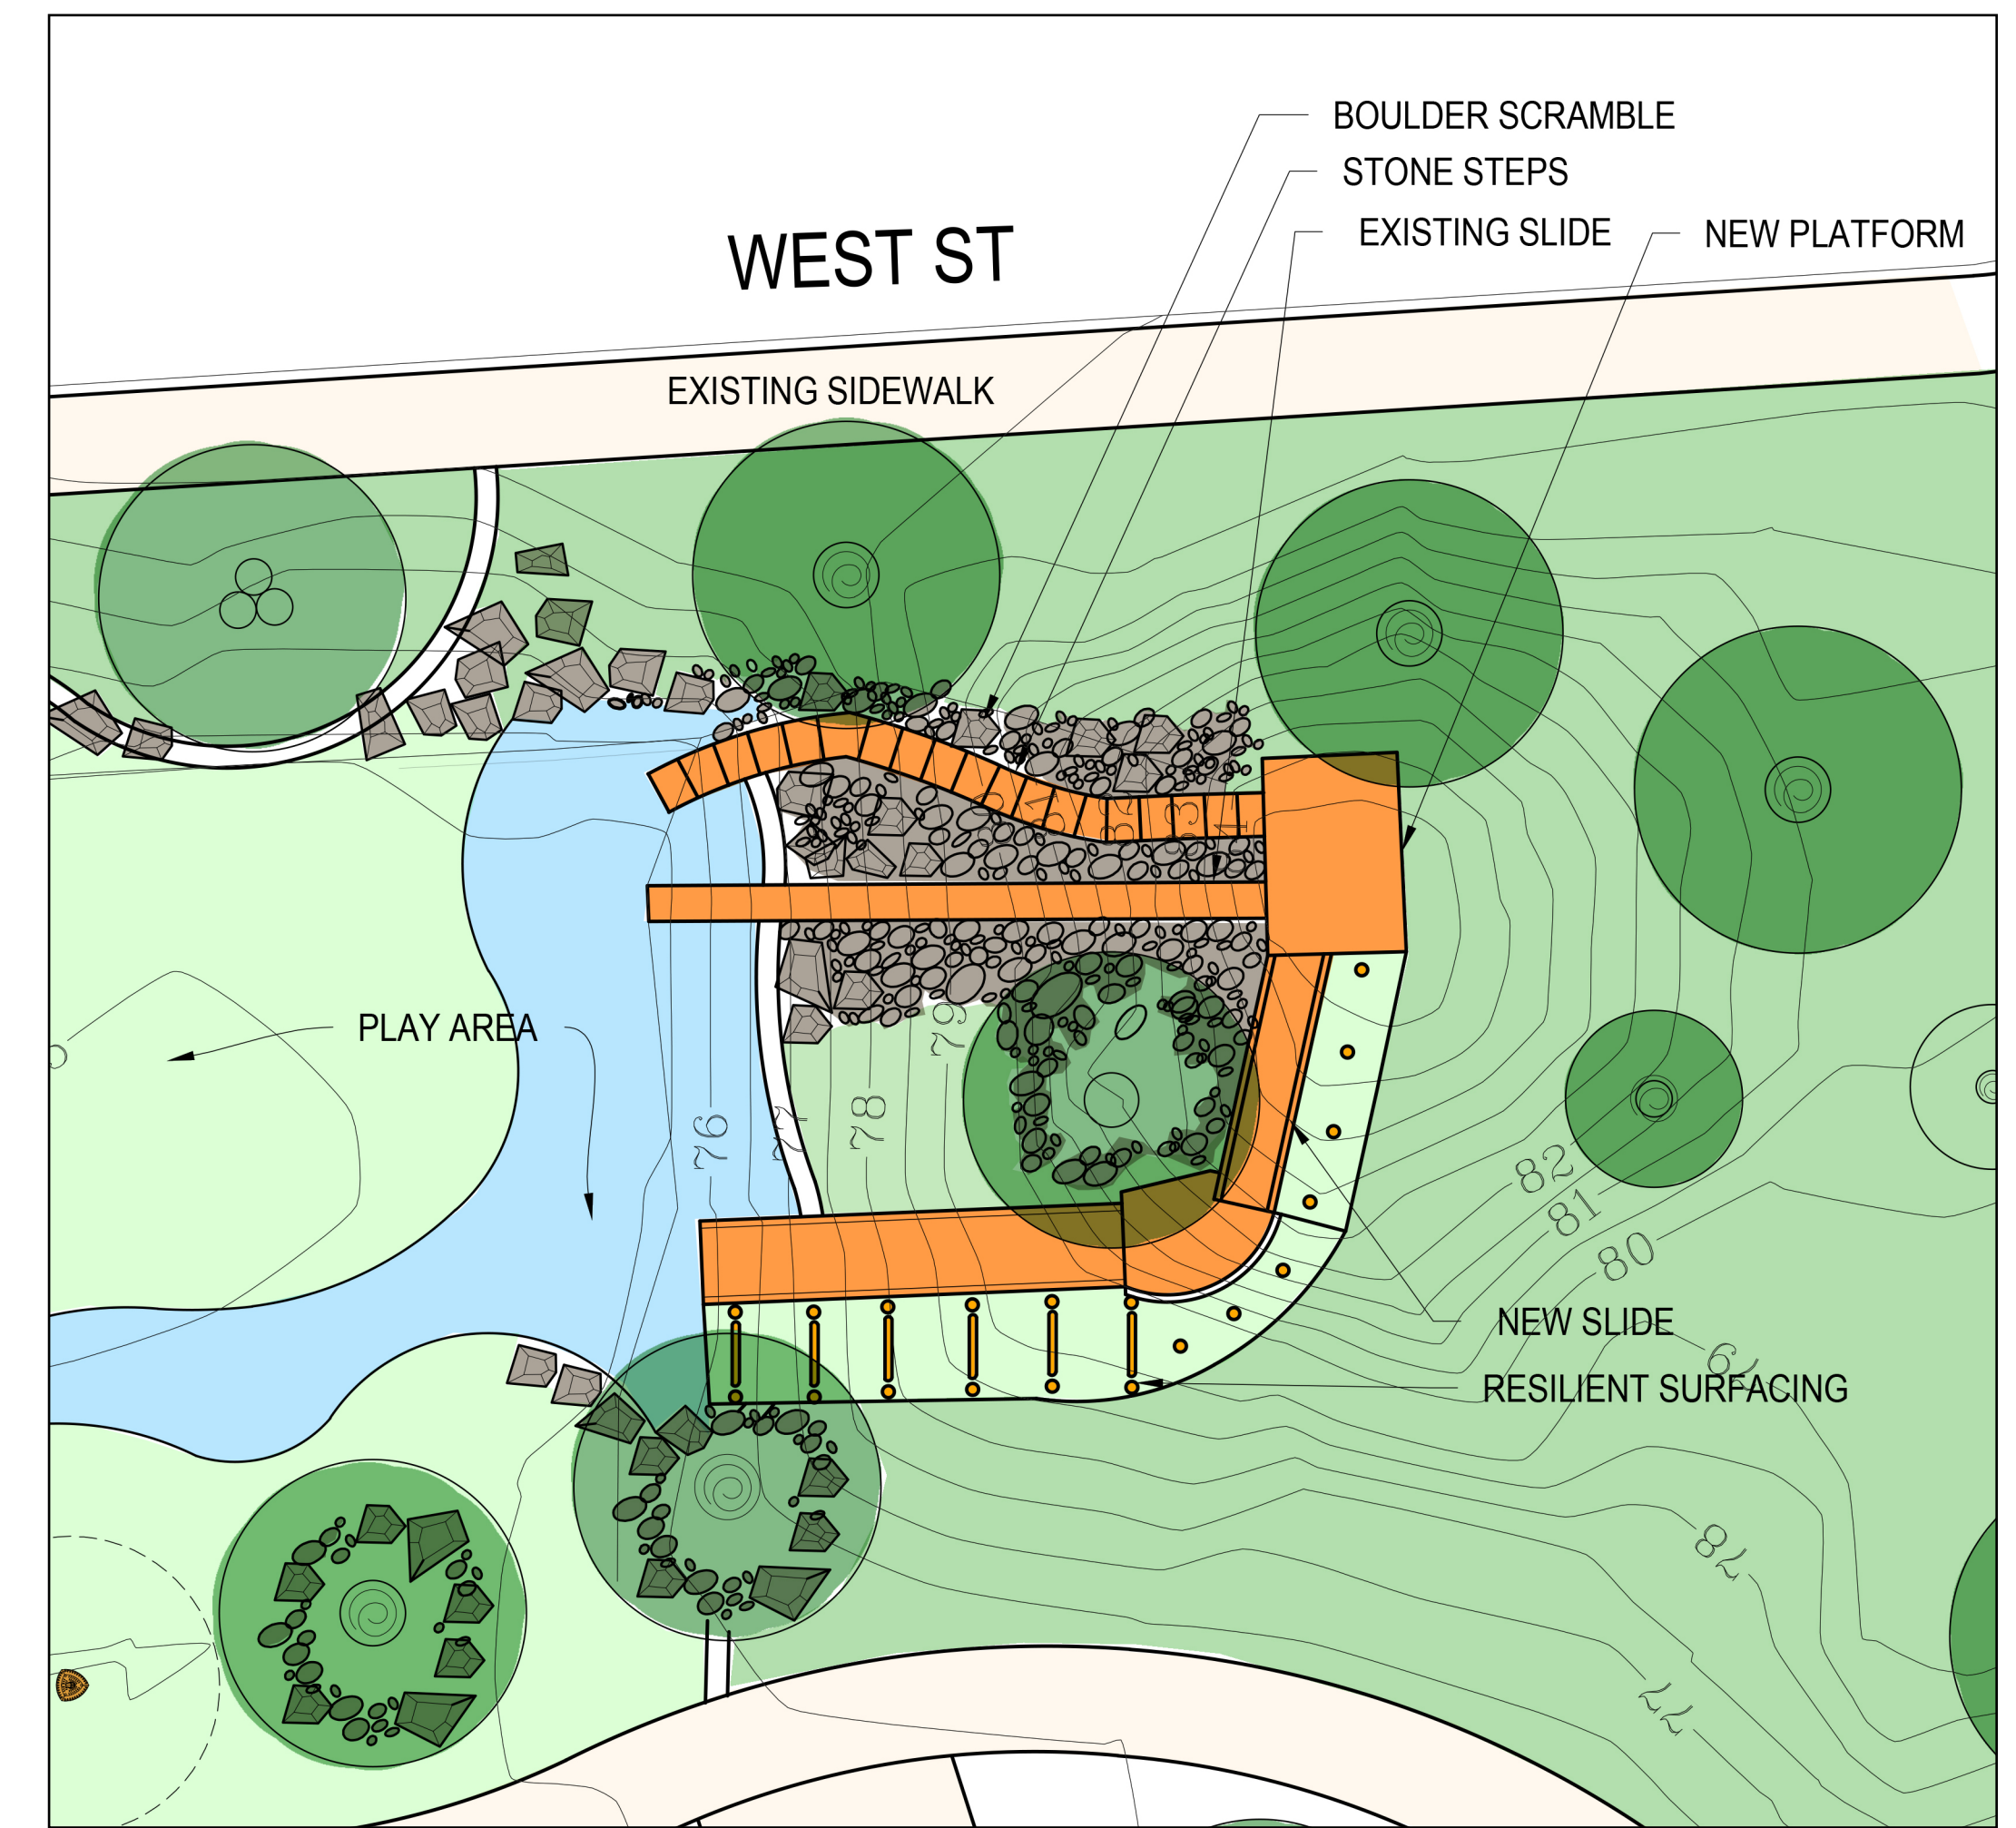 BOULDER SCRAMBLE
STONE STEPS
EXISTING SLIDE
NEW PLATFORM
WEST ST
EXISTING SIDEWALK
PLAY AREA
79
78
77
76
82
81
80
79
NEW SLIDE
RESILIENT SURFACING
78
77